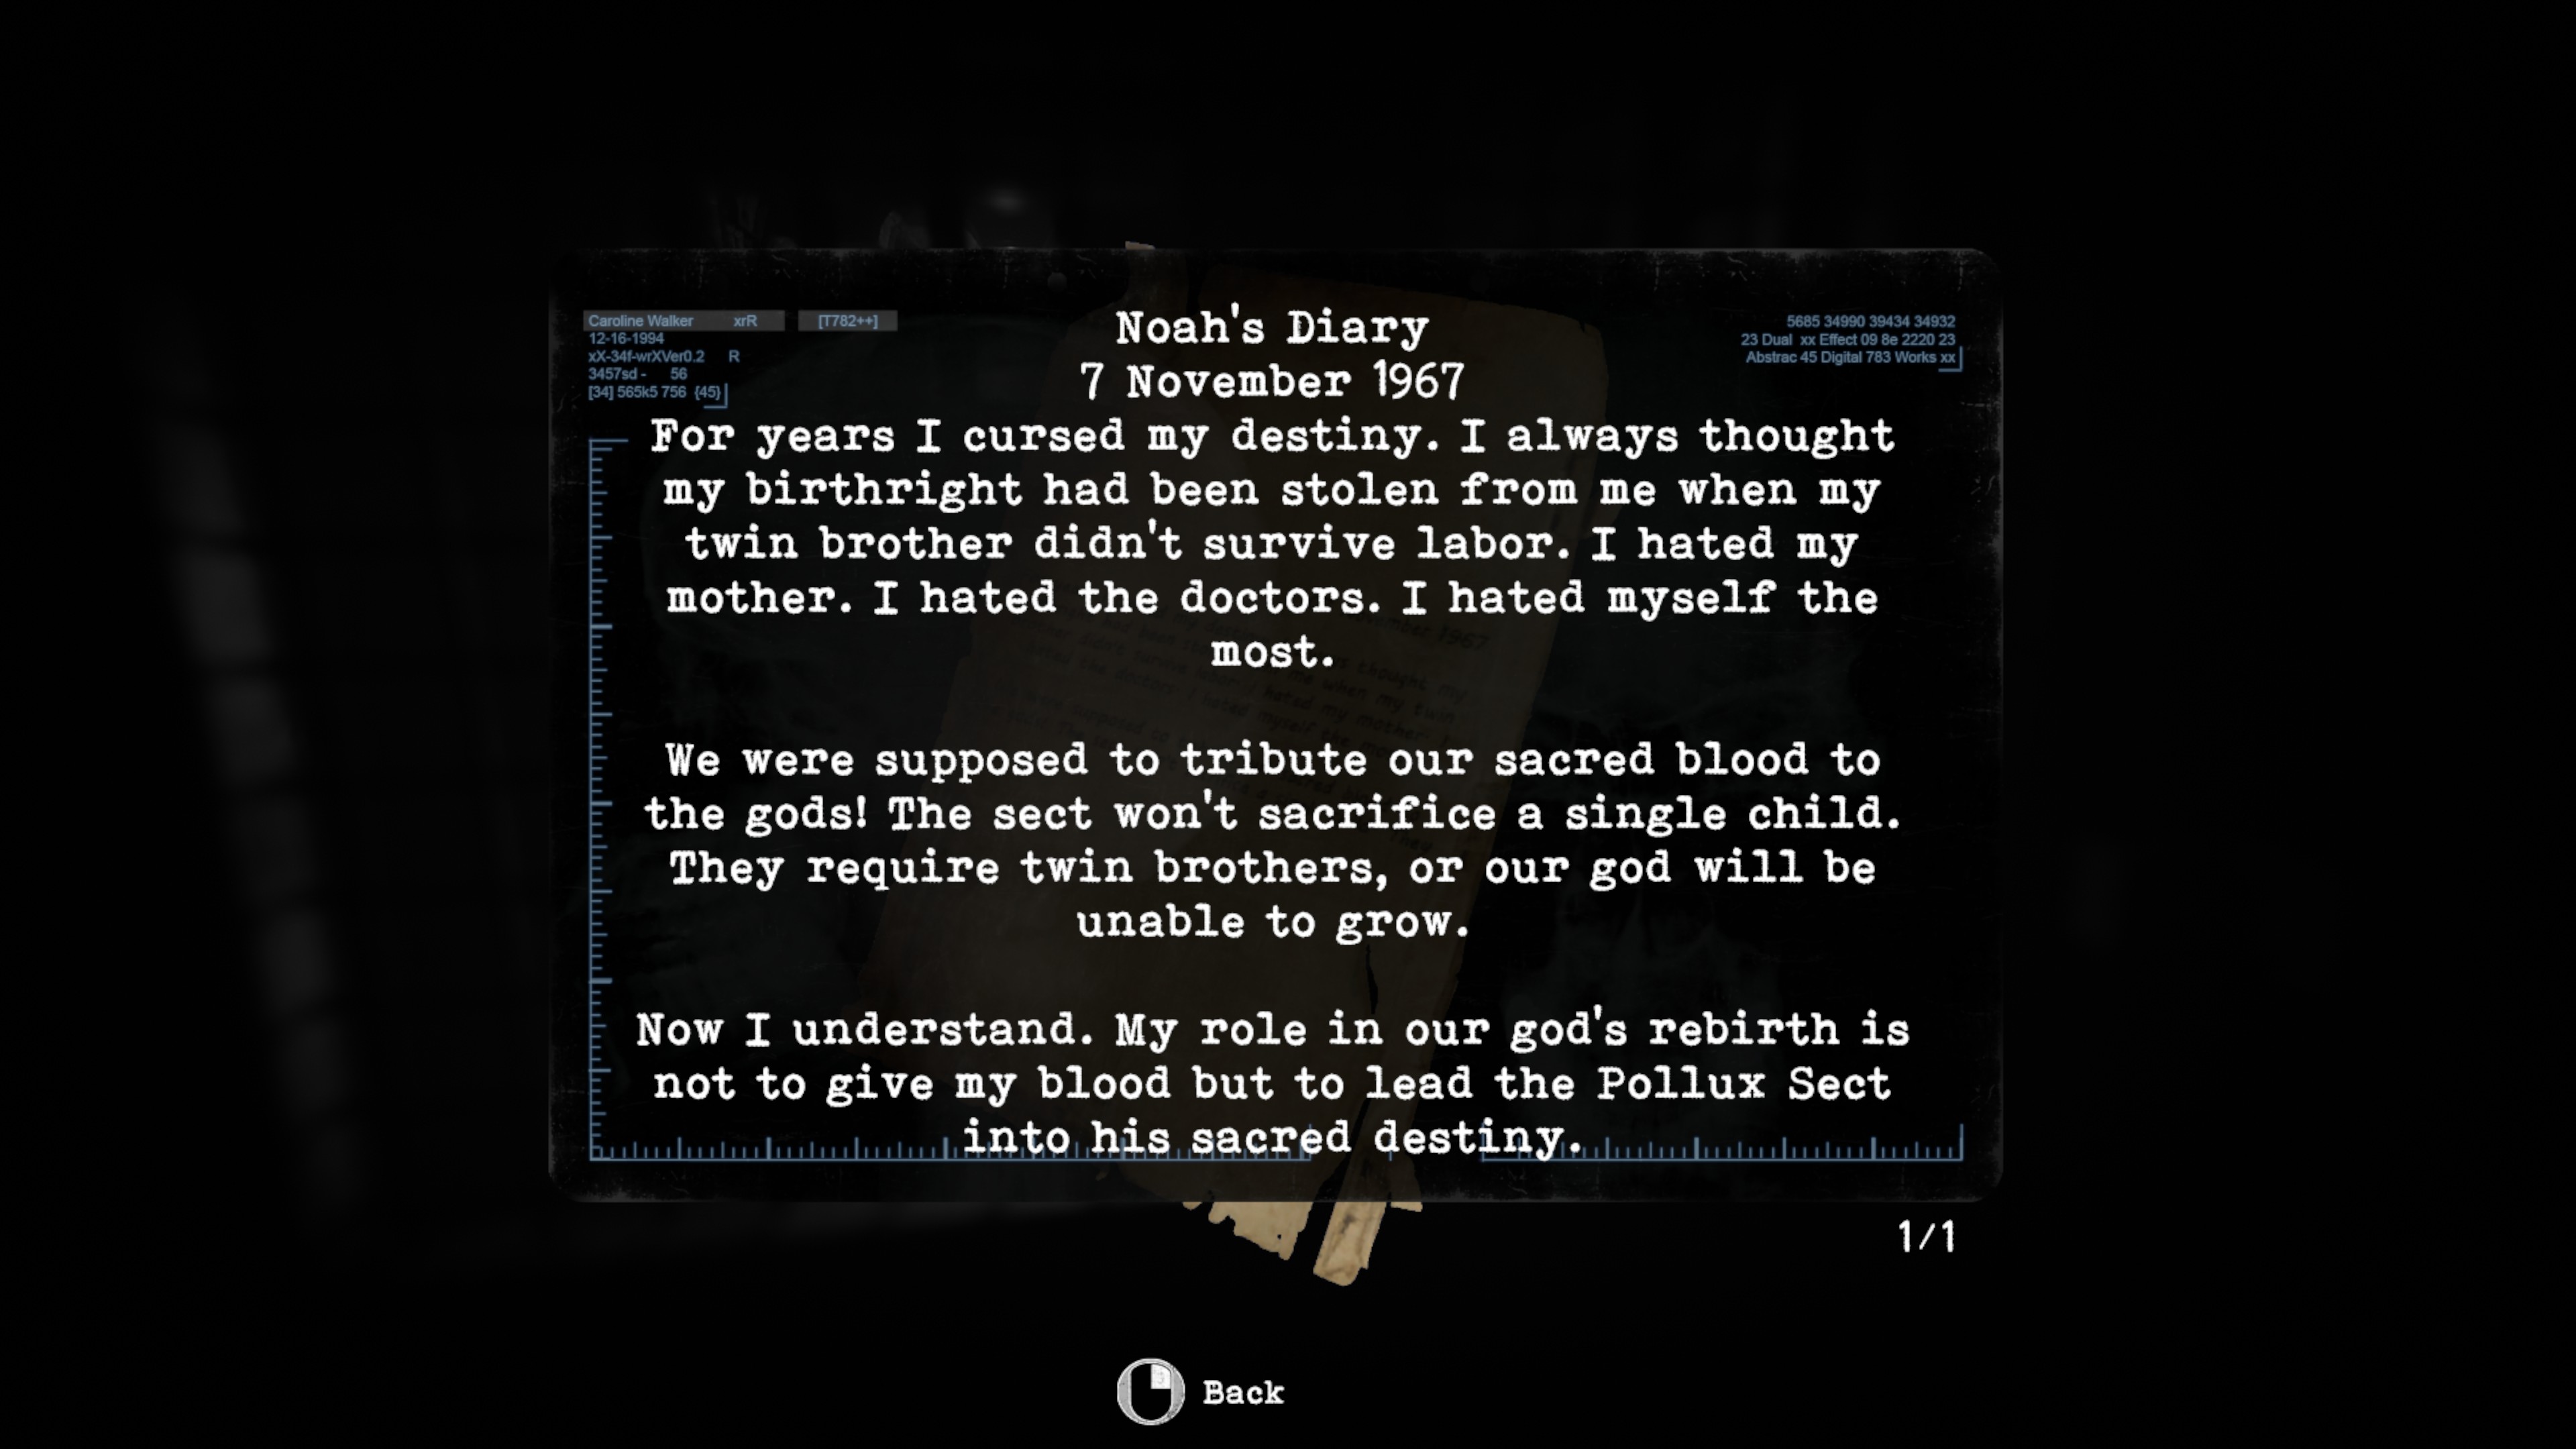 Caroline Walker xrR [T782++]
12-16-1994
xX-34f-wrXVer0.2 R
3457sd - 56
[34] 565k5 756 {45}
5685 34990 39434 34932
23 Dual xx Effect 09 8e 2220 23
Abstrac 45 Digital 783 Works xx
Noah's Diary
7 November 1967
For years I cursed my destiny. I always thought
my birthright had been stolen from me when my
twin brother didn't survive labor. I hated my
mother. I hated the doctors. I hated myself the
most.
We were supposed to tribute our sacred blood to
the gods! The sect won't sacrifice a single child.
They require twin brothers, or our god will be
unable to grow.
Now I understand. My role in our god's rebirth is
not to give my blood but to lead the Pollux Sect
into his sacred destiny.
1/1
Back